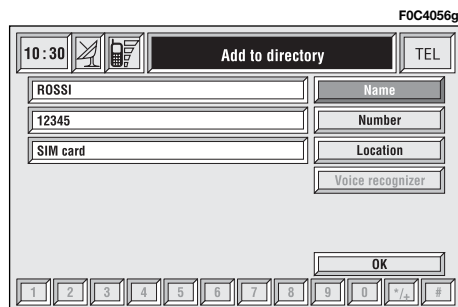 F0C4056g
10:30 Add to directory TEL
ROSSI Name
12345 Number
SIM card Location
Voice recognizer
OK
1 2 3 4 5 6 7 8 9 0 */+ #